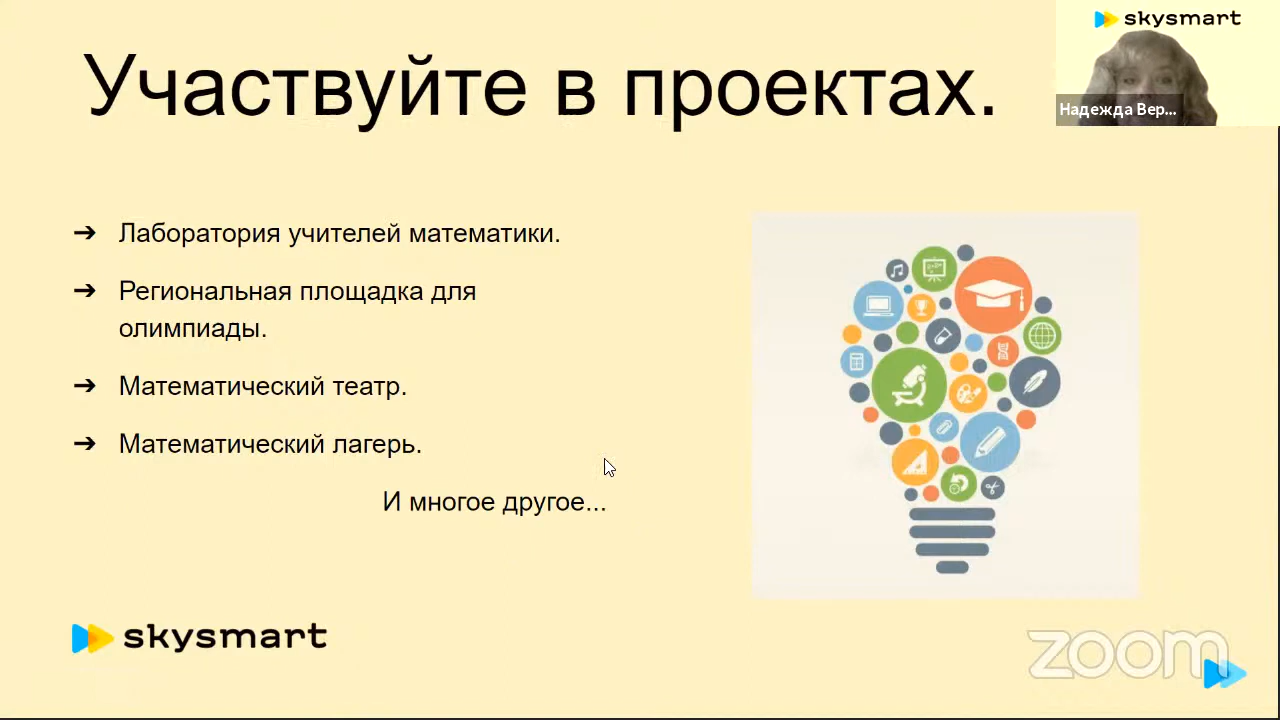 skysmart
Участвуйте в проектах.
Надежда Вер...
➔ Лаборатория учителей математики.
➔ Региональная площадка для
олимпиады.
➔ Математический театр.
➔ Математический лагерь.
И многое другое...
skysmart
zoom